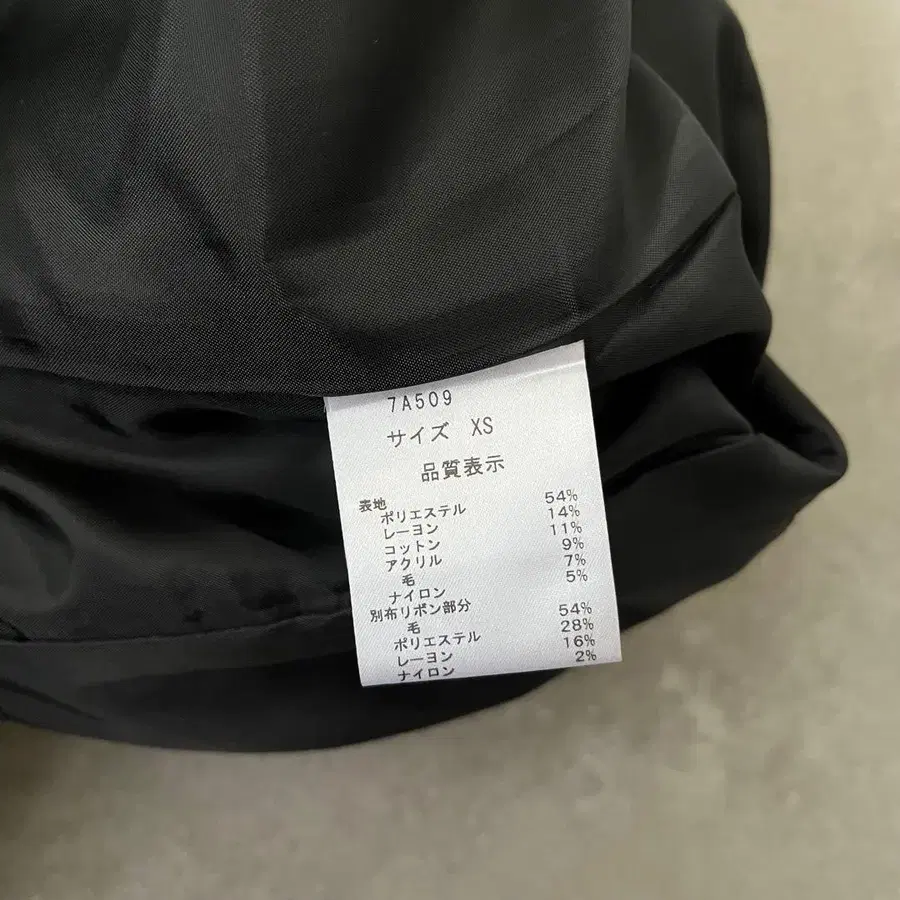 7A509
サイズ XS
品質表示
表地
ポリエステル 54%
レーヨン 14%
コットン 11%
アクリル 9%
毛 7%
ナイロン 5%
別布リボン部分
毛 54%
ポリエステル 28%
レーヨン 16%
ナイロン 2%